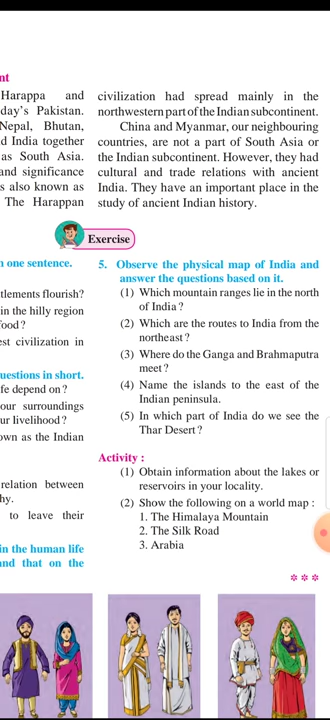 nt
Harappa and
day's Pakistan.
Nepal, Bhutan,
d India together
as South Asia.
and significance
s also known as
The Harappan
civilization had spread mainly in the
northwestern part of the Indian subcontinent.
China and Myanmar, our neighbouring
countries, are not a part of South Asia or
the Indian subcontinent. However, they had
cultural and trade relations with ancient
India. They have an important place in the
study of ancient Indian history.
Exercise
n one sentence.
tlements flourish?
in the hilly region
food?
est civilization in
uestions in short.
fe depend on?
our surroundings
ur livelihood?
own as the Indian
relation between
hy.
to leave their
in the human life
and that on the
5. Observe the physical map of India and
answer the questions based on it.
(1) Which mountain ranges lie in the north
of India?
(2) Which are the routes to India from the
northeast?
(3) Where do the Ganga and Brahmaputra
meet?
(4) Name the islands to the east of the
Indian peninsula.
(5) In which part of India do we see the
Thar Desert?
Activity :
(1) Obtain information about the lakes or
reservoirs in your locality.
(2) Show the following on a world map :
1. The Himalaya Mountain
2. The Silk Road
3. Arabia